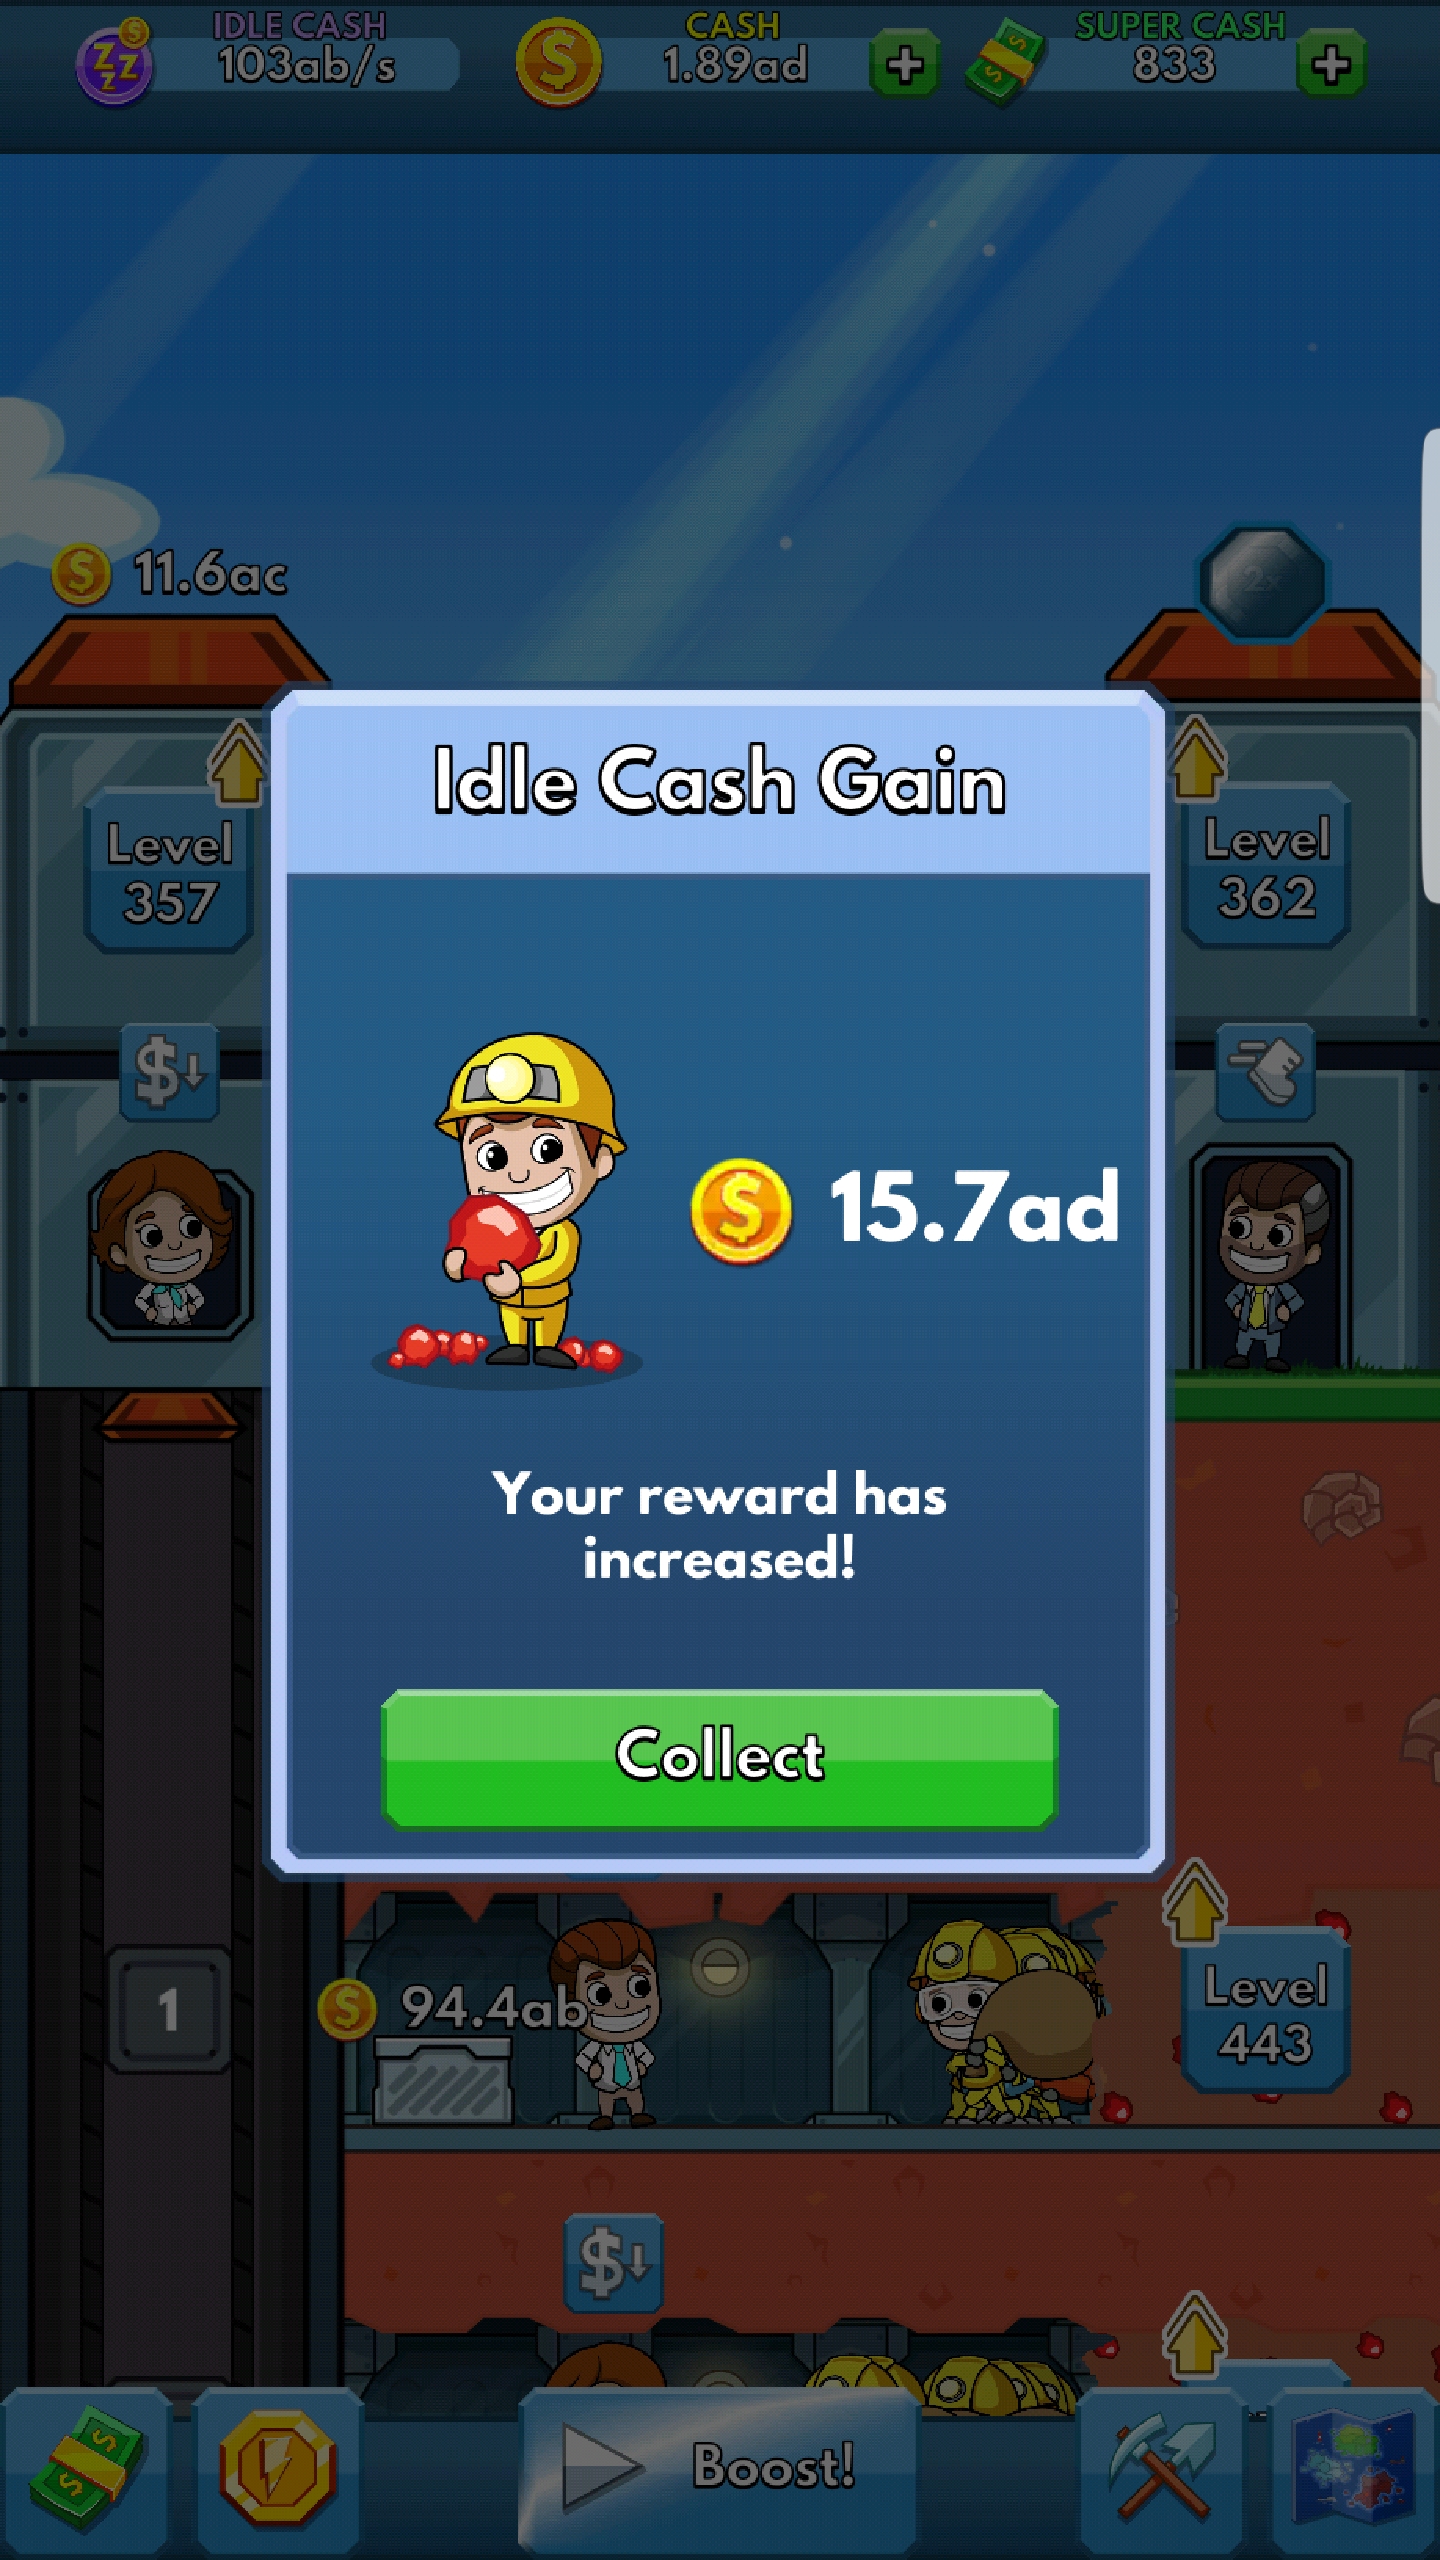 IDLE CASH
103ab/s
CASH
1.89ad
SUPER CASH
833
11.6ac
2x
Level
357
Level
362
Idle Cash Gain
15.7ad
Your reward has
increased!
Collect
1
94.4ab
Level
443
Boost!